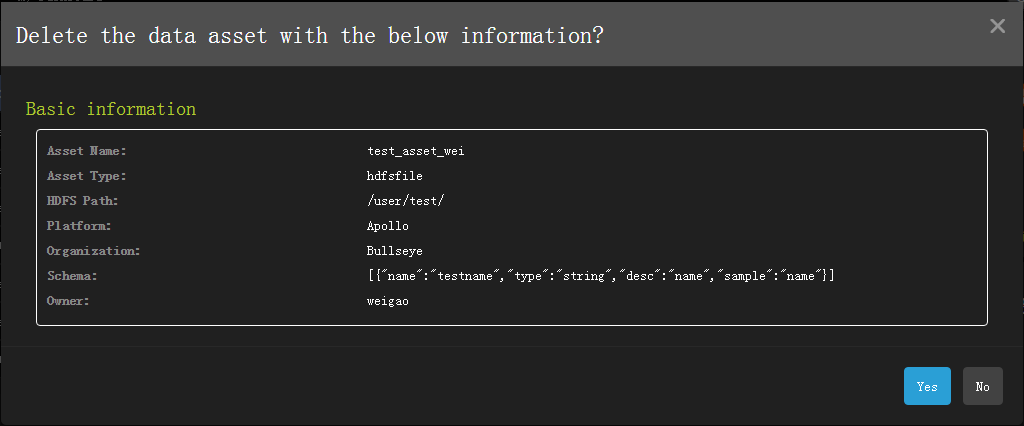 Delete the data asset with the below information?
Basic information
Asset Name: test_asset_wei
Asset Type: hdfsfile
HDFS Path: /user/test/
Platform: Apollo
Organization: Bullseye
Schema: [{"name":"testname","type":"string","desc":"name","sample":"name"}]
Owner: weigao
Yes No